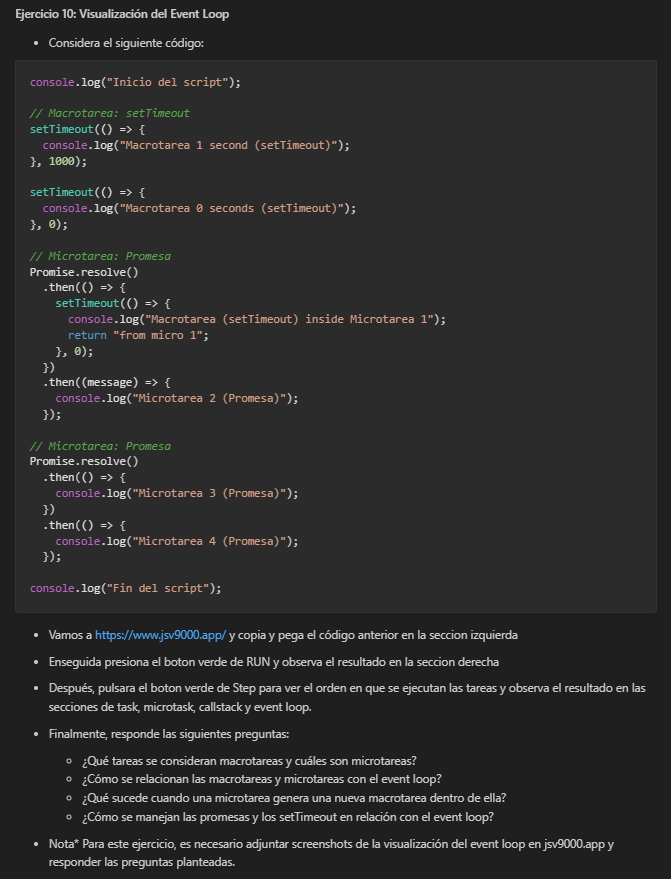 Ejercicio 10: Visualización del Event Loop
• Considera el siguiente código:
console.log("Inicio del script");
// Macrotarea: setTimeout
setTimeout(() => {
  console.log("Macrotarea 1 second (setTimeout)");
}, 1000);
setTimeout(() => {
  console.log("Macrotarea 0 seconds (setTimeout)");
}, 0);
// Microtarea: Promesa
Promise.resolve()
  .then(() => {
    setTimeout(() => {
      console.log("Macrotarea (setTimeout) inside Microtarea 1");
      return "from micro 1";
    }, 0);
  })
  .then((message) => {
    console.log("Microtarea 2 (Promesa)");
  });
// Microtarea: Promesa
Promise.resolve()
  .then(() => {
    console.log("Microtarea 3 (Promesa)");
  })
  .then(() => {
    console.log("Microtarea 4 (Promesa)");
  });
console.log("Fin del script");
• Vamos a https://www.jsv9000.app/ y copia y pega el código anterior en la seccion izquierda
• Enseguida presiona el boton verde de RUN y observa el resultado en la seccion derecha
• Después, pulsara el boton verde de Step para ver el orden en que se ejecutan las tareas y observa el resultado en las
secciones de task, microtask, callstack y event loop.
• Finalmente, responde las siguientes preguntas:
◦ ¿Qué tareas se consideran macrotareas y cuáles son microtareas?
◦ ¿Cómo se relacionan las macrotareas y microtareas con el event loop?
◦ ¿Qué sucede cuando una microtarea genera una nueva macrotarea dentro de ella?
◦ ¿Cómo se manejan las promesas y los setTimeout en relación con el event loop?
• Nota* Para este ejercicio, es necesario adjuntar screenshots de la visualización del event loop en jsv9000.app y
responder las preguntas planteadas.